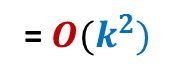 = O(k²)